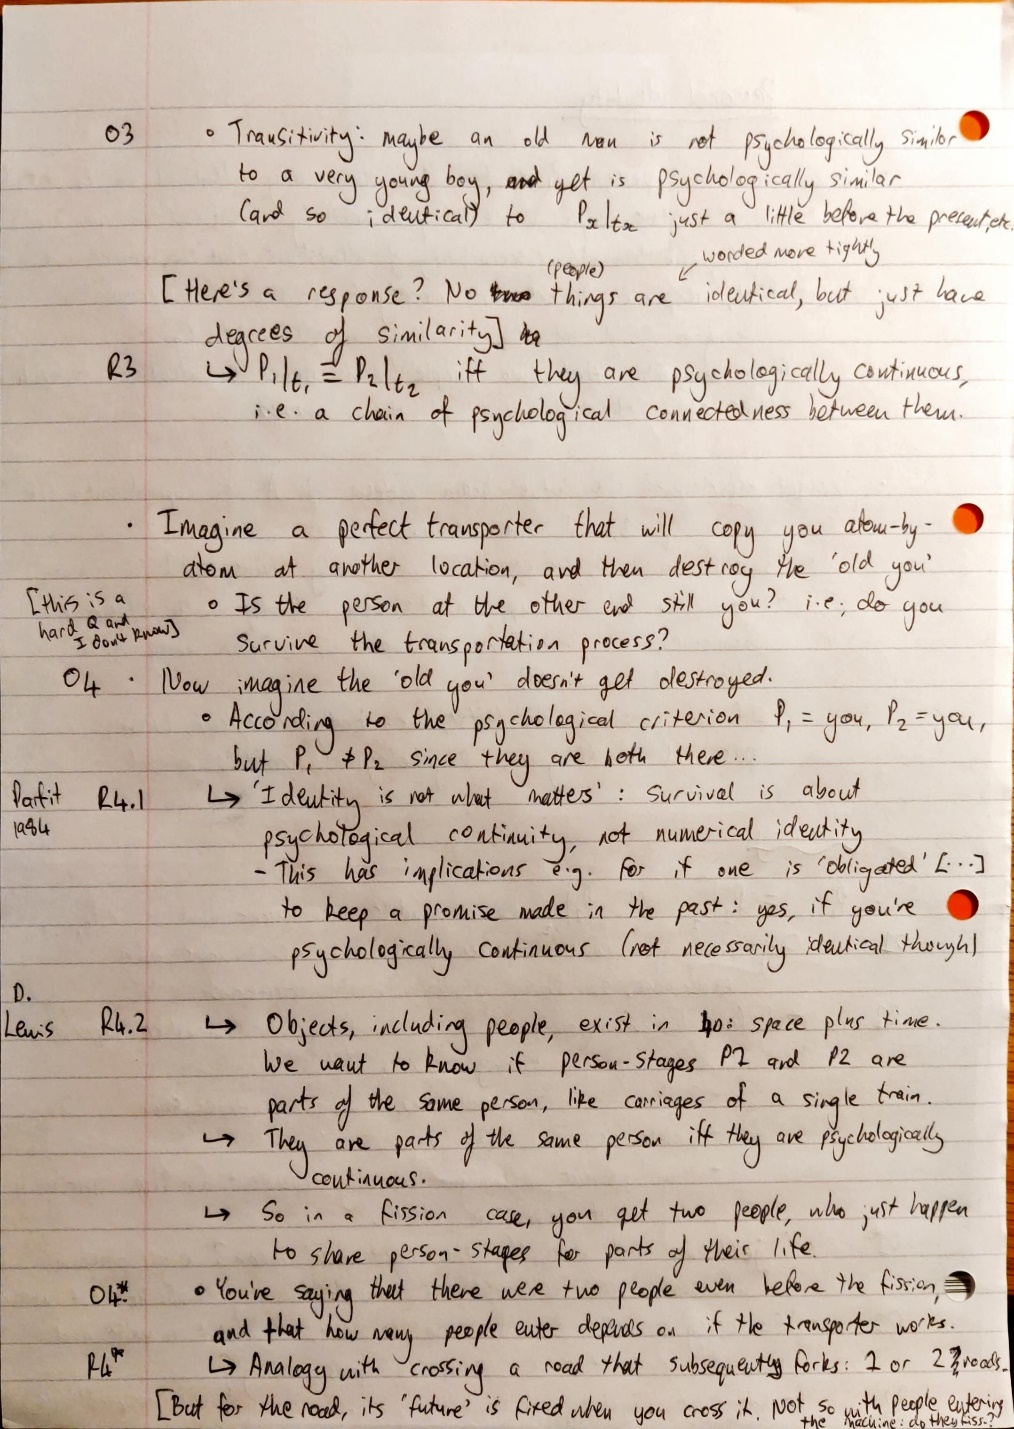 O3 ∘ Transitivity: maybe an old man is not psychologically similar
to a very young boy, and yet is psychologically similar
(and so identical) to Pₓ|tₓ just a little before the present, etc.
worded more tightly
(people)
[Here's a response? No two things are identical, but just have
degrees of similarity]
R3 ↳ P₁|t₁ ≡ P₂|t₂ iff they are psychologically continuous,
i.e. a chain of psychological connectedness between them.
· Imagine a perfect transporter that will copy you atom-by-
atom at another location, and then destroy the 'old you'
[this is a
hard Q and
I don't know]
∘ Is the person at the other end still you? i.e., do you
survive the transportation process?
O4 · Now imagine the 'old you' doesn't get destroyed.
∘ According to the psychological criterion P₁ = you, P₂ = you,
but P₁ ≠ P₂ since they are both there...
Parfit R4.1 ↳ 'Identity is not what matters': survival is about
1984
psychological continuity, not numerical identity
- This has implications e.g. for if one is 'obligated' [...]
to keep a promise made in the past: yes, if you're
psychologically continuous (not necessarily identical though)
D.
Lewis R4.2 ↳ Objects, including people, exist in 4D: space plus time.
We want to know if person-stages P1 and P2 are
parts of the same person, like carriages of a single train.
↳ They are parts of the same person iff they are psychologically
continuous.
↳ So in a fission case, you get two people, who just happen
to share person-stages for parts of their life.
O4* ∘ You're saying that there were two people even before the fission,
and that how many people enter depends on if the transporter works.
R4* ↳ Analogy with crossing a road that subsequently forks: 1 or 2 roads.
[But for the road, its 'future' is fixed when you cross it. Not so with people entering
the machine: do they fiss.?